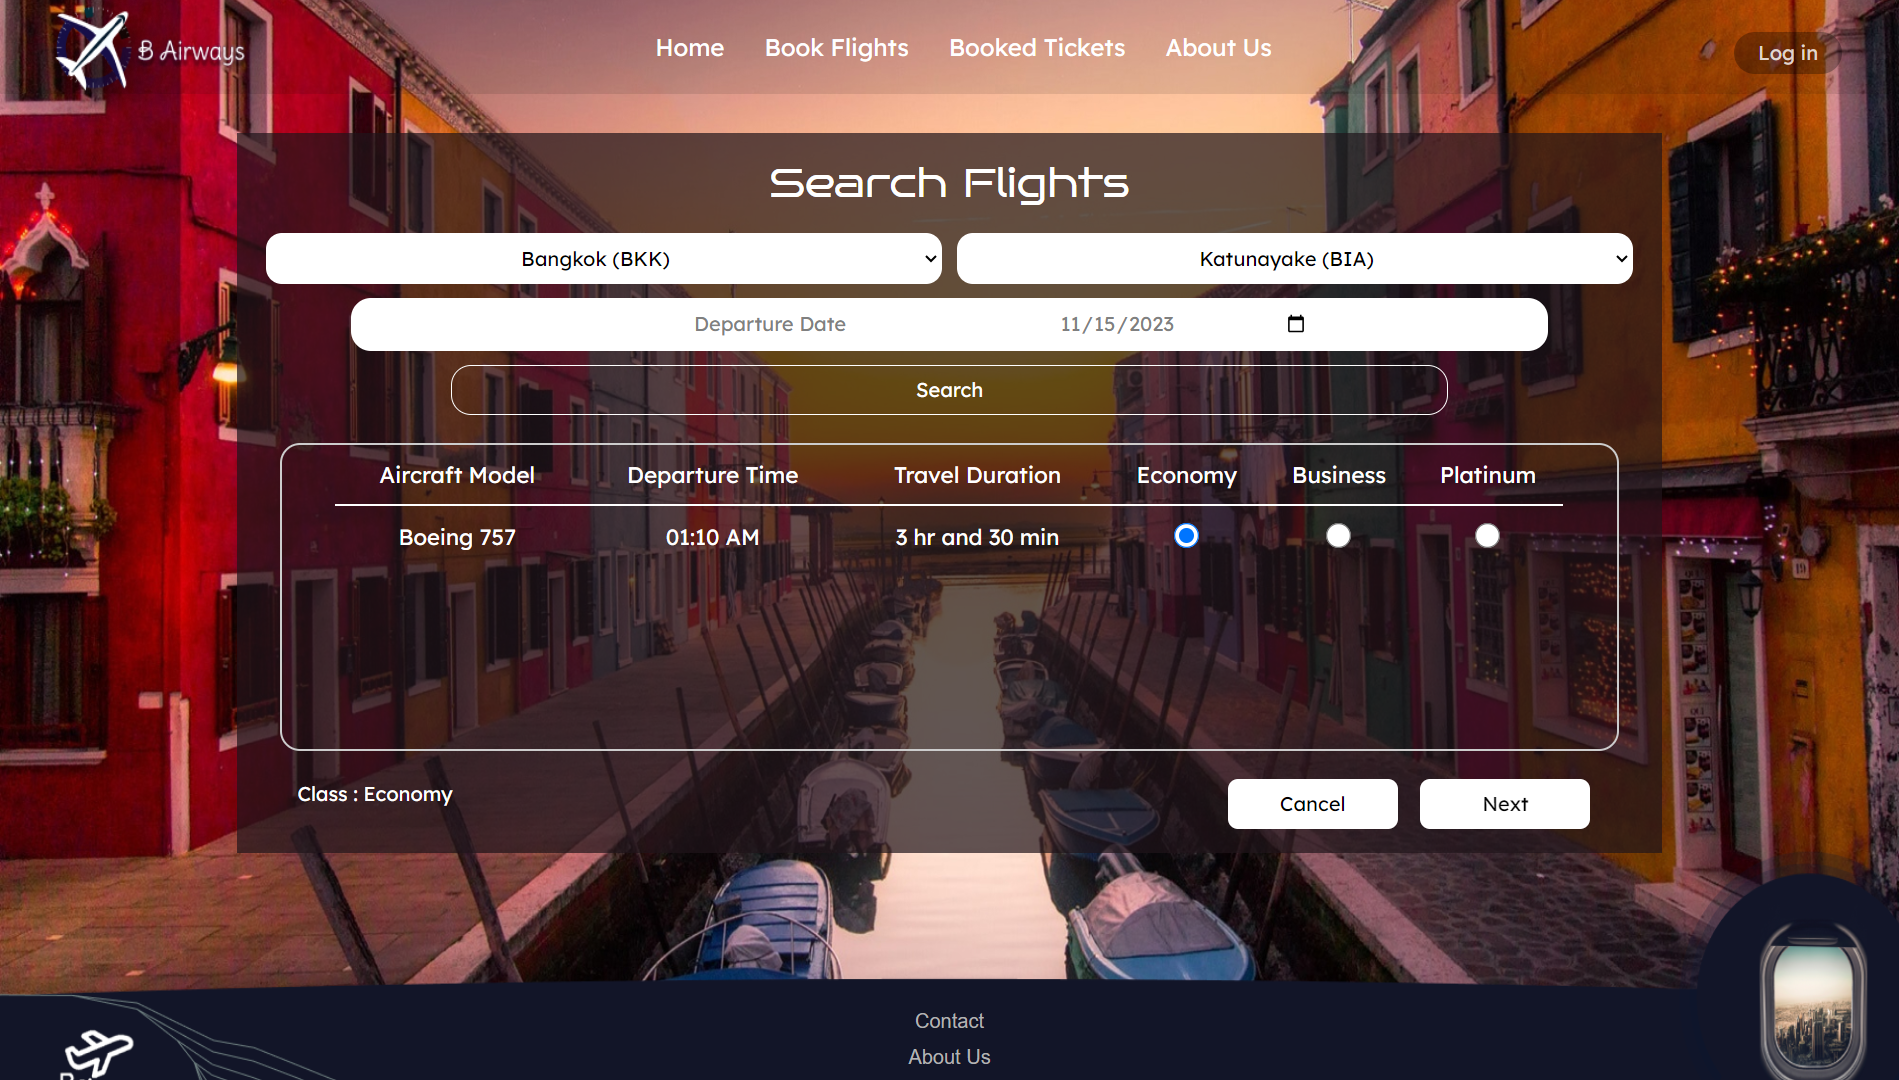 B Airways
Home Book Flights Booked Tickets About Us
Log in
Search Flights
Bangkok (BKK) Katunayake (BIA)
Departure Date 11/15/2023
Search
Aircraft Model Departure Time Travel Duration Economy Business Platinum
Boeing 757 01:10 AM 3 hr and 30 min
19
Class : Economy
Cancel Next
Contact
About Us